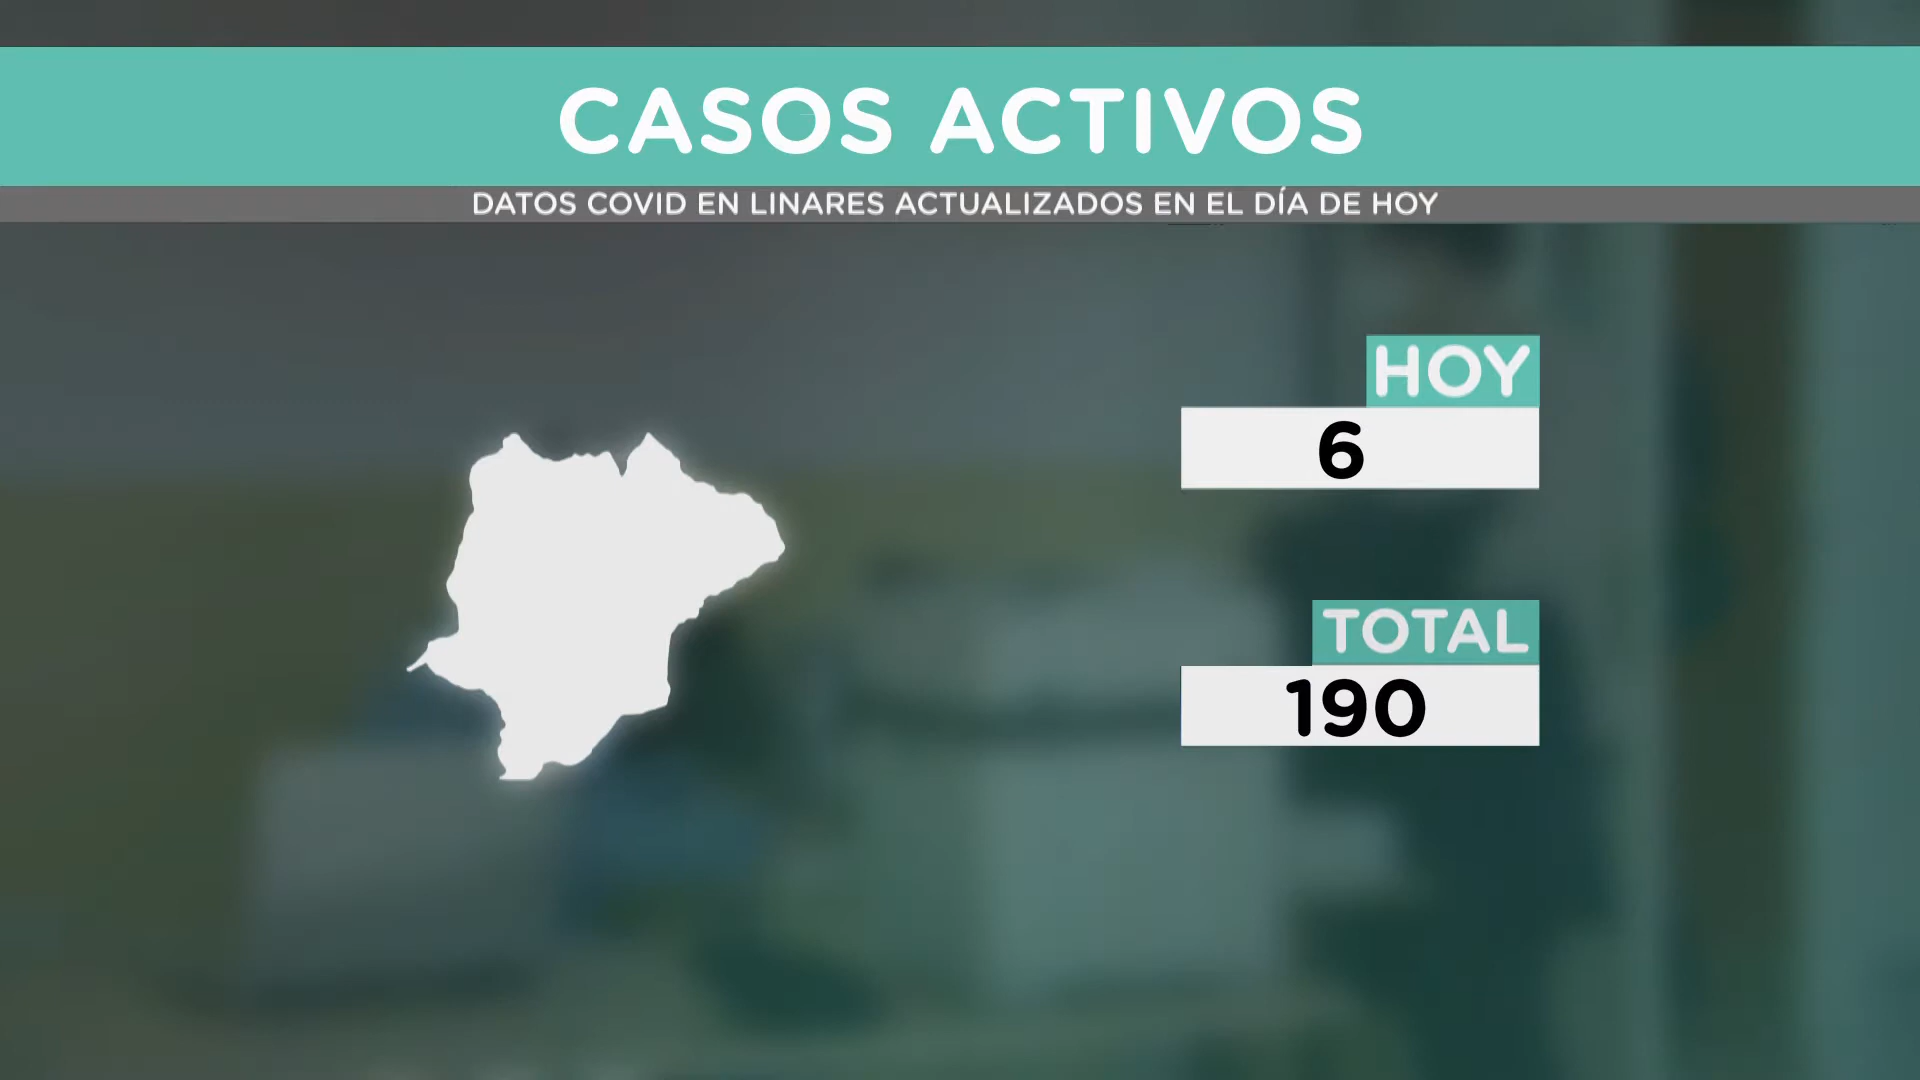 CASOS ACTIVOS
DATOS COVID EN LINARES ACTUALIZADOS EN EL DÍA DE HOY
HOY
6
TOTAL
190